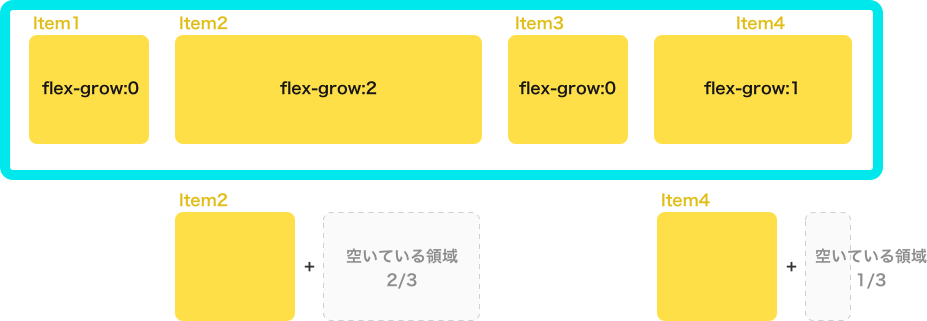 Item1
Item2
Item3
Item4
flex-grow:0
flex-grow:2
flex-grow:0
flex-grow:1
Item2
Item4
+
空いている領域
2/3
+
空いている領域
1/3